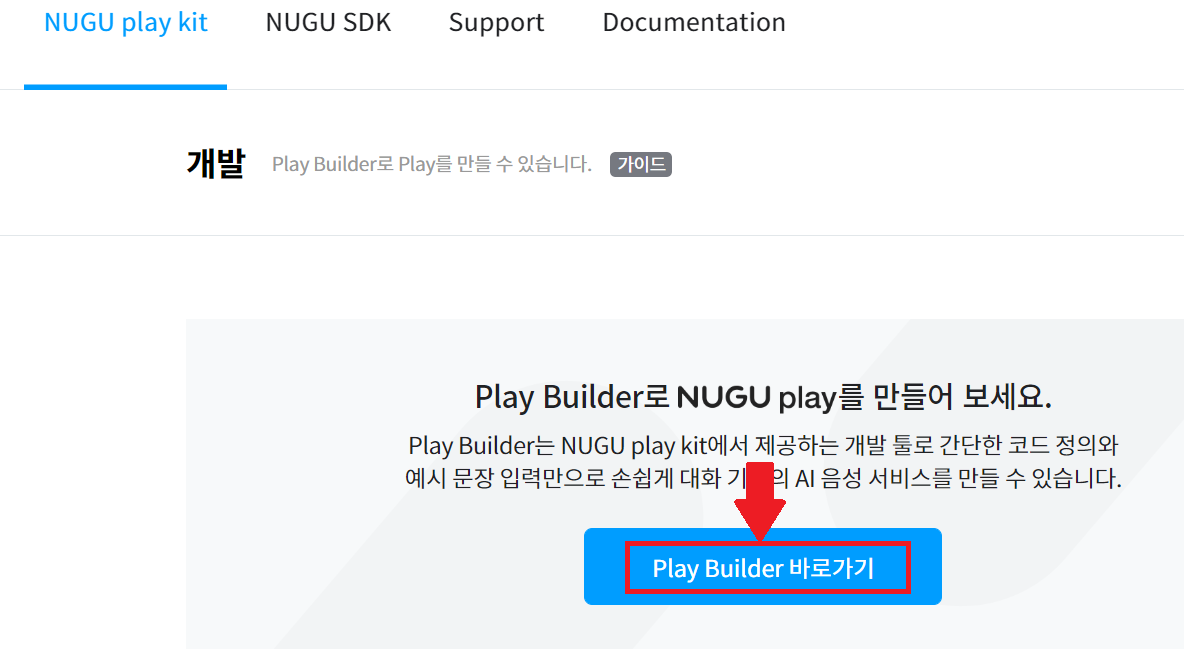 NUGU play kit NUGU SDK Support Documentation
개발 Play Builder로 Play를 만들 수 있습니다. 가이드
Play Builder로 NUGU play를 만들어 보세요.
Play Builder는 NUGU play kit에서 제공하는 개발 툴로 간단한 코드 정의와
예시 문장 입력만으로 손쉽게 대화 기 의 AI 음성 서비스를 만들 수 있습니다.
Play Builder 바로가기